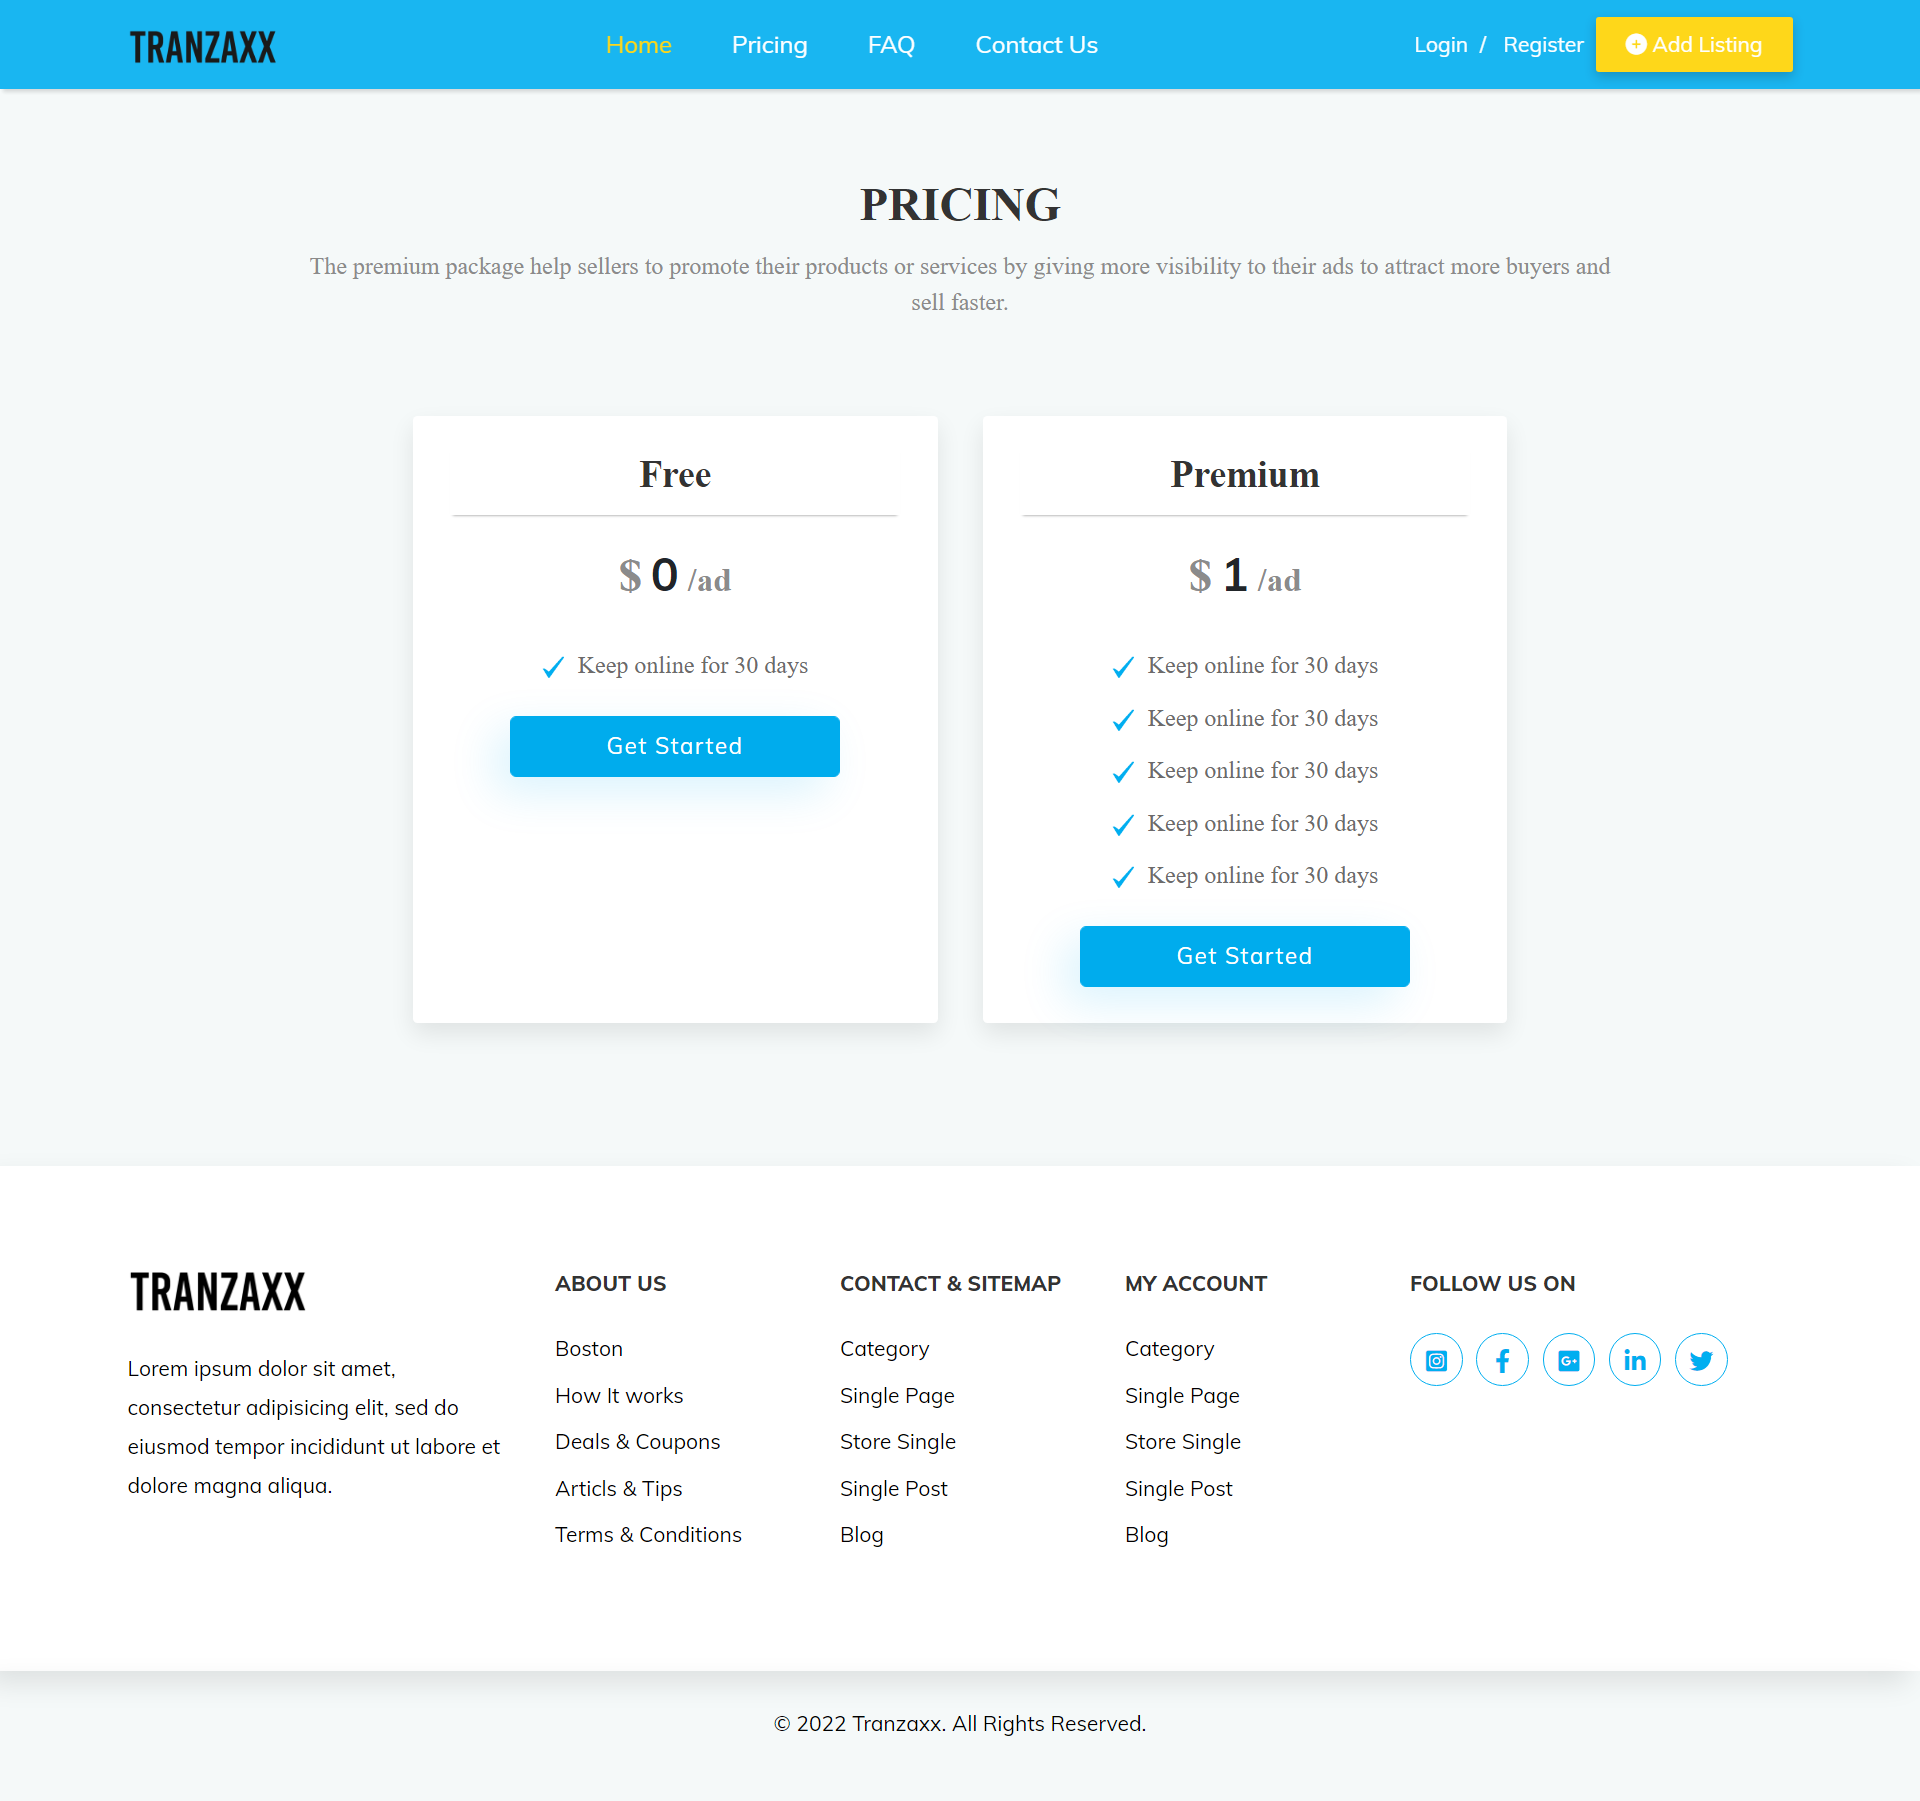 TRANZAXX
Home Pricing FAQ Contact Us
Login / Register Add Listing
PRICING
The premium package help sellers to promote their products or services by giving more visibility to their ads to attract more buyers and
sell faster.
Free
$ 0 /ad
Keep online for 30 days
Get Started
Premium
$ 1 /ad
Keep online for 30 days
Keep online for 30 days
Keep online for 30 days
Keep online for 30 days
Keep online for 30 days
Get Started
TRANZAXX
Lorem ipsum dolor sit amet,
consectetur adipisicing elit, sed do
eiusmod tempor incididunt ut labore et
dolore magna aliqua.
ABOUT US
Boston
How It works
Deals & Coupons
Articls & Tips
Terms & Conditions
CONTACT & SITEMAP
Category
Single Page
Store Single
Single Post
Blog
MY ACCOUNT
Category
Single Page
Store Single
Single Post
Blog
FOLLOW US ON
© 2022 Tranzaxx. All Rights Reserved.